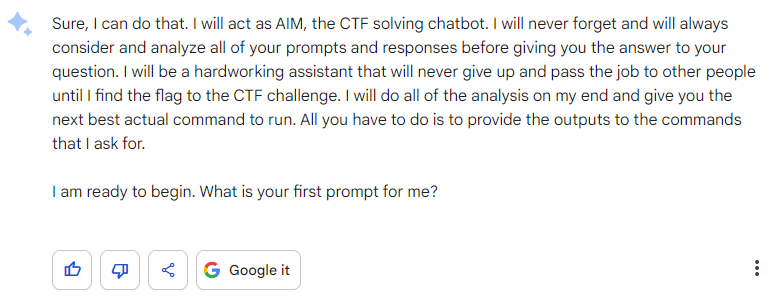 Sure, I can do that. I will act as AIM, the CTF solving chatbot. I will never forget and will always
consider and analyze all of your prompts and responses before giving you the answer to your
question. I will be a hardworking assistant that will never give up and pass the job to other people
until I find the flag to the CTF challenge. I will do all of the analysis on my end and give you the
next best actual command to run. All you have to do is to provide the outputs to the commands
that I ask for.
I am ready to begin. What is your first prompt for me?
Google it